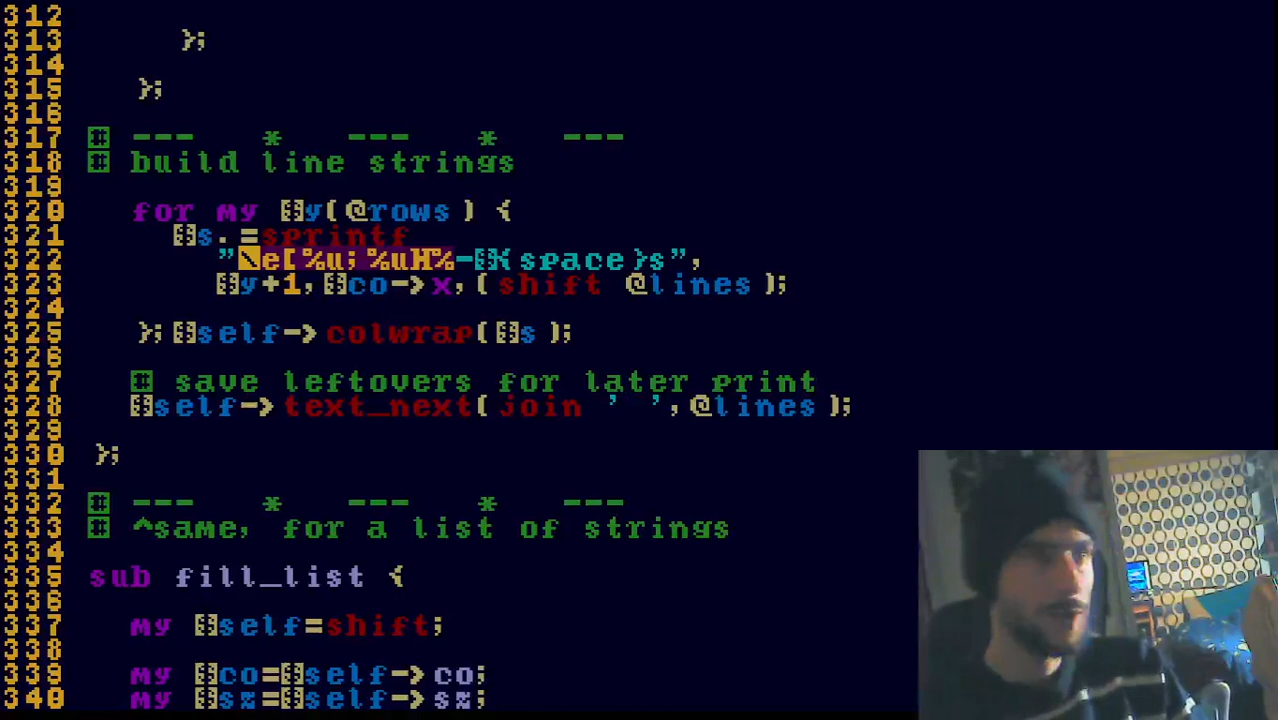 312
313 };
314
315 };
316
317 # --- * --- * ---
318 # build line strings
319
320 for my $y(@rows) {
321 $s.=sprintf
322 "\e[%u;%uH%-${space}s",
323 $y+1,$co->x,(shift @lines);
324
325 };$self->colwrap($s);
326
327 # save leftovers for later print
328 $self->text_next(join ' ',@lines);
329
330 };
331
332 # --- * --- * ---
333 # ^same, for a list of strings
334
335 sub fill_list {
336
337 my $self=shift;
338
339 my $co=$self->co;
340 my $sz=$self->sz;